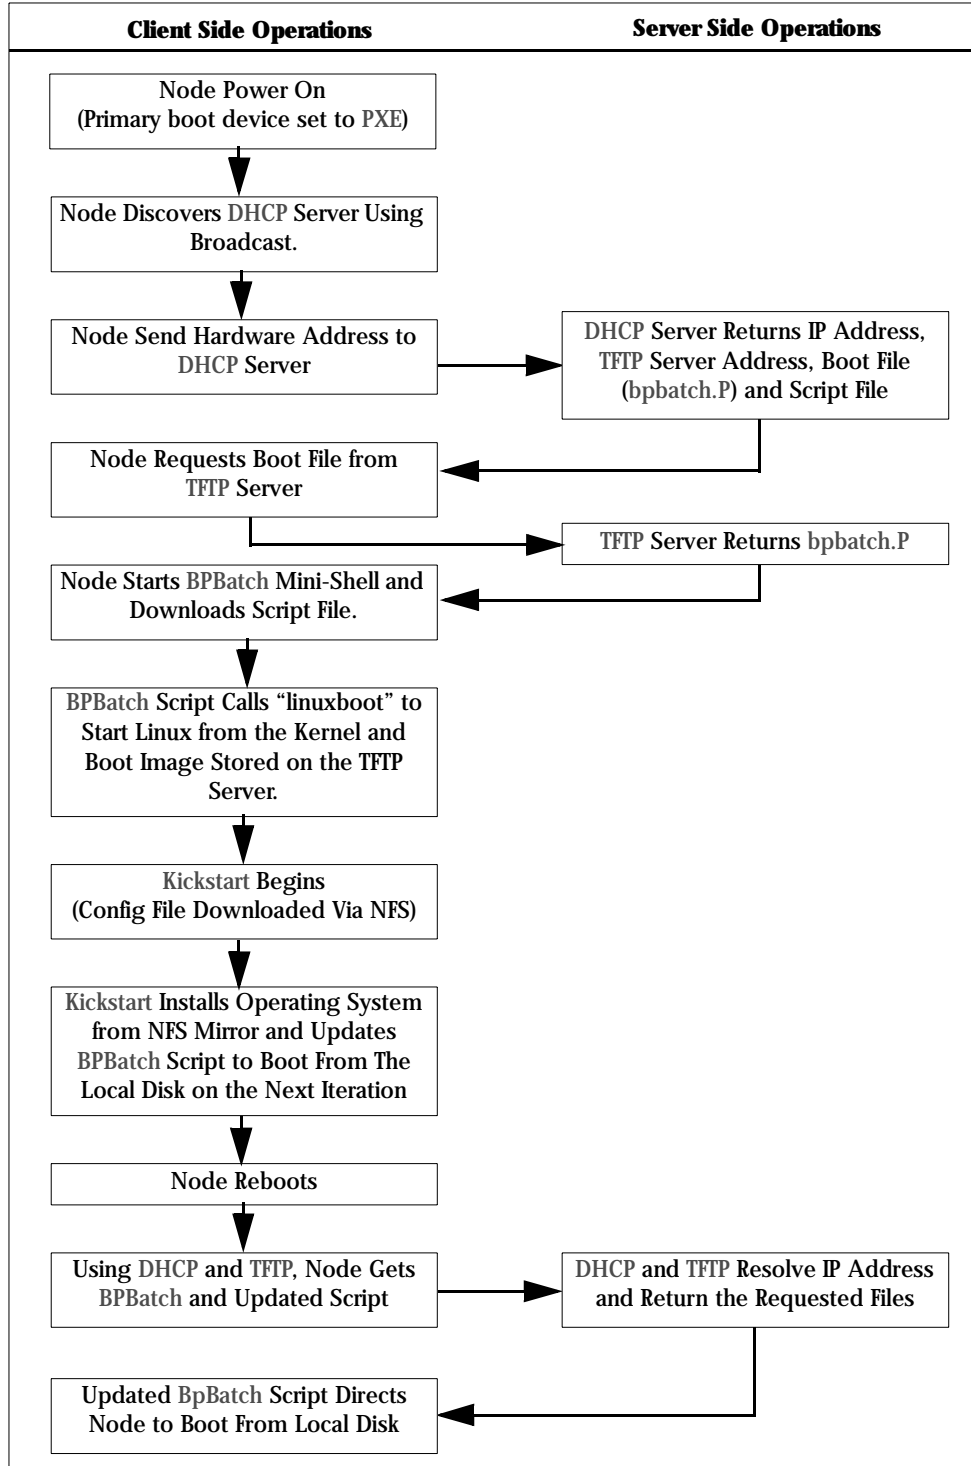 Client Side Operations
Server Side Operations
Node Power On
(Primary boot device set to PXE)
Node Discovers DHCP Server Using
Broadcast.
Node Send Hardware Address to
DHCP Server
DHCP Server Returns IP Address,
TFTP Server Address, Boot File
(bpbatch.P) and Script File
Node Requests Boot File from
TFTP Server
TFTP Server Returns bpbatch.P
Node Starts BPBatch Mini-Shell and
Downloads Script File.
BPBatch Script Calls “linuxboot” to
Start Linux from the Kernel and
Boot Image Stored on the TFTP
Server.
Kickstart Begins
(Config File Downloaded Via NFS)
Kickstart Installs Operating System
from NFS Mirror and Updates
BPBatch Script to Boot From The
Local Disk on the Next Iteration
Node Reboots
Using DHCP and TFTP, Node Gets
BPBatch and Updated Script
DHCP and TFTP Resolve IP Address
and Return the Requested Files
Updated BpBatch Script Directs
Node to Boot From Local Disk